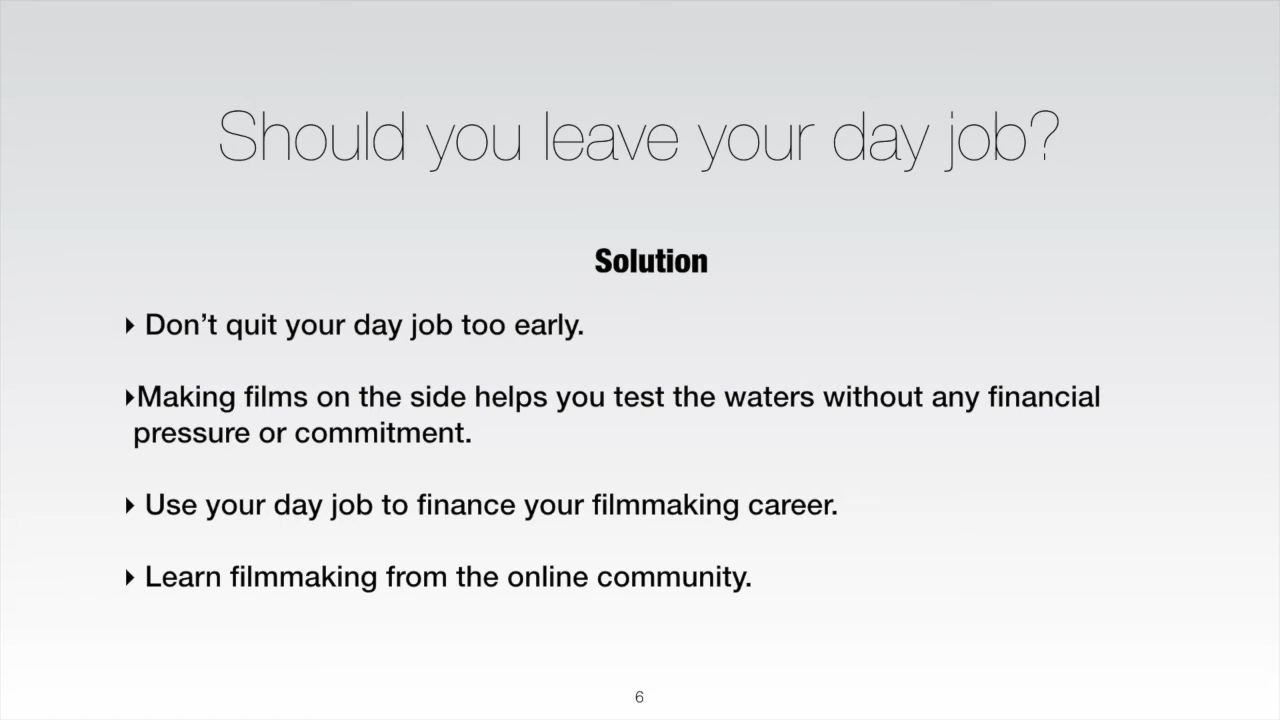 Should you leave your day job?
Solution
‣ Don’t quit your day job too early.
‣Making films on the side helps you test the waters without any financial
pressure or commitment.
‣ Use your day job to finance your filmmaking career.
‣ Learn filmmaking from the online community.
6